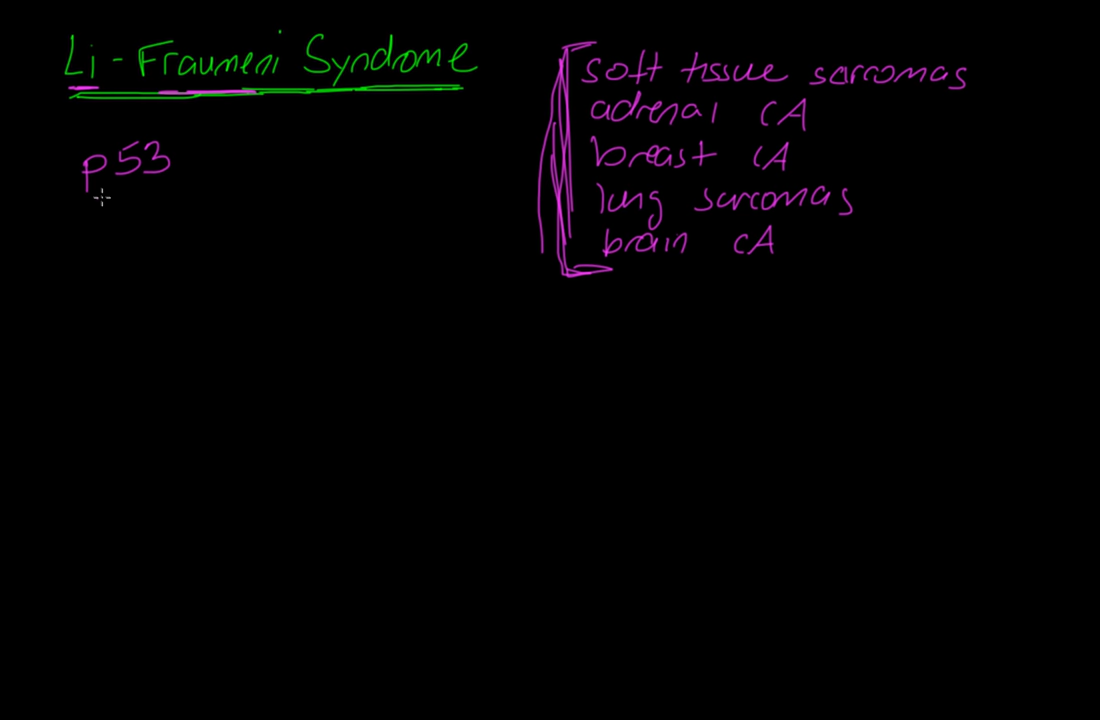 Li-Fraumeni Syndrome
p53
soft tissue sarcomas
adrenal CA
breast CA
lung sarcomas
brain CA